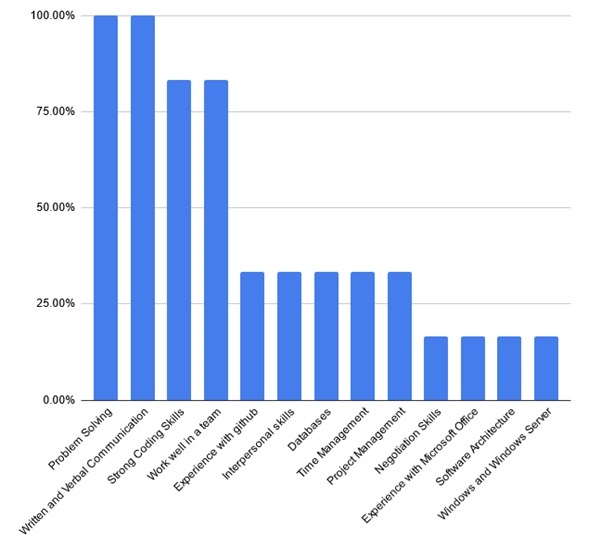 100.00%
75.00%
50.00%
25.00%
0.00%
Problem Solving
Written and Verbal Communication
Strong Coding Skills
Work well in a team
Experience with github
Interpersonal skills
Databases
Time Management
Project Management
Negotiation Skills
Experience with Microsoft Office
Software Architecture
Windows and Windows Server